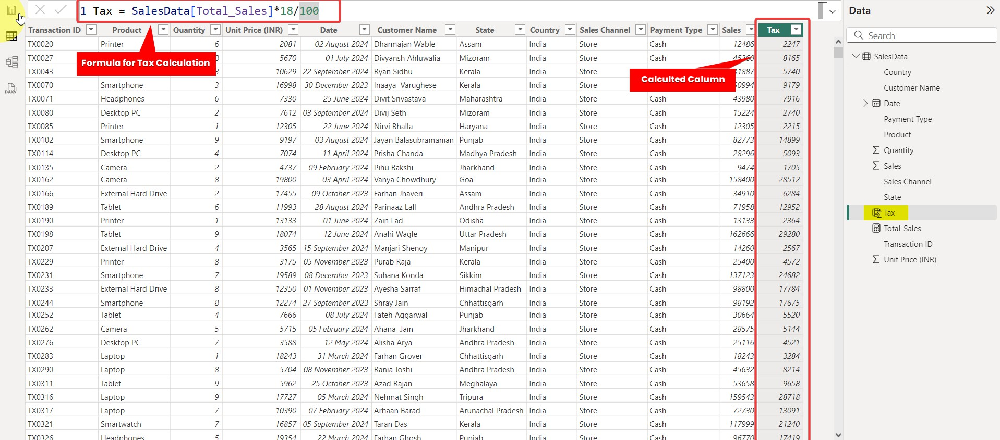 1 Tax = SalesData[Total_Sales]*18/100
Formula for Tax Calculation
Calculted Calumn
Transaction ID Product Quantity Unit Price (INR) Date Customer Name State Country Sales Channel Payment Type Sales Tax
TX0020 Printer 6 2081 02 August 2024 Dharmajan Wable Assam India Store Cash 12486 2247
TX0027 5670 01 July 2024 Divyansh Ahluwalia Mizoram India Store Cash 45360 8165
TX0043 10629 22 September 2024 Ryan Sidhu Kerala India Store 5740
TX0070 Smartphone 3 16998 30 December 2023 Inaaya Varughese Kerala India Store 9179
TX0071 Headphones 6 7330 25 June 2024 Divit Srivastava Maharashtra India Store Cash 43980 7916
TX0080 Desktop PC 2 7612 03 September 2024 Divij Seth Mizoram India Store Cash 15224 2740
TX0085 Printer 1 12305 22 June 2024 Nirvi Bhalla Haryana India Store Cash 12305 2215
TX0102 Smartphone 9 9197 03 August 2024 Jayan Balasubramanian Punjab India Store Cash 82773 14899
TX0114 Desktop PC 4 7074 11 April 2024 Prisha Chanda Madhya Pradesh India Store Cash 28296 5093
TX0135 Camera 2 4737 09 February 2024 Pihu Bakshi Jharkhand India Store Cash 9474 1705
TX0162 Camera 8 19800 03 April 2024 Vanya Chowdhury Goa India Store Cash 158400 28512
TX0166 External Hard Drive 2 17455 09 October 2023 Farhan Jhaveri Assam India Store Cash 34910 6284
TX0189 Tablet 6 11993 28 August 2024 Parinaaz Lall Andhra Pradesh India Store Cash 71958 12952
TX0190 Printer 1 13133 01 June 2024 Zain Lad Odisha India Store Cash 13133 2364
TX0198 Tablet 9 18074 12 June 2024 Anahi Wagle Uttar Pradesh India Store Cash 162666 29280
TX0207 External Hard Drive 4 3565 15 September 2024 Manjari Shenoy Manipur India Store Cash 14260 2567
TX0229 Printer 8 3175 05 November 2023 Purab Raja Kerala India Store Cash 25400 4572
TX0231 Smartphone 7 19589 08 December 2023 Suhana Konda Sikkim India Store Cash 137123 24682
TX0233 External Hard Drive 8 12350 01 November 2023 Ayesha Sarraf Himachal Pradesh India Store Cash 98800 17784
TX0244 Smartphone 8 12274 27 September 2023 Shray Jain Chhattisgarh India Store Cash 98192 17675
TX0252 Tablet 4 7666 08 July 2024 Fateh Aggarwal Punjab India Store Cash 30664 5520
TX0262 Camera 5 5715 05 February 2024 Ahana Jain Jharkhand India Store Cash 28575 5144
TX0276 Desktop PC 7 3588 12 May 2024 Alisha Arya Andhra Pradesh India Store Cash 25116 4521
TX0283 Laptop 1 18243 31 March 2024 Farhan Grover Chhattisgarh India Store Cash 18243 3284
TX0290 Laptop 8 5704 08 November 2023 Rania Joshi Andhra Pradesh India Store Cash 45632 8214
TX0311 Tablet 9 5962 25 October 2023 Azad Rajan Meghalaya India Store Cash 53658 9658
TX0316 Laptop 9 17727 05 March 2024 Nehmat Singh Tripura India Store Cash 159543 28718
TX0317 Laptop 7 10390 07 February 2024 Arhaan Barad Arunachal Pradesh India Store Cash 72730 13091
TX0321 Smartwatch 7 16857 05 September 2024 Taran Das Kerala India Store Cash 117999 21240
TX0326 Headphones 5 19354 22 March 2024 Farhan Ghosh Punjab India Store Cash 96770 17419
DAX
Data
Search
SalesData
Country
Customer Name
Date
Payment Type
Product
Quantity
Sales
Sales Channel
State
Tax
Total_Sales
Transaction ID
Unit Price (INR)